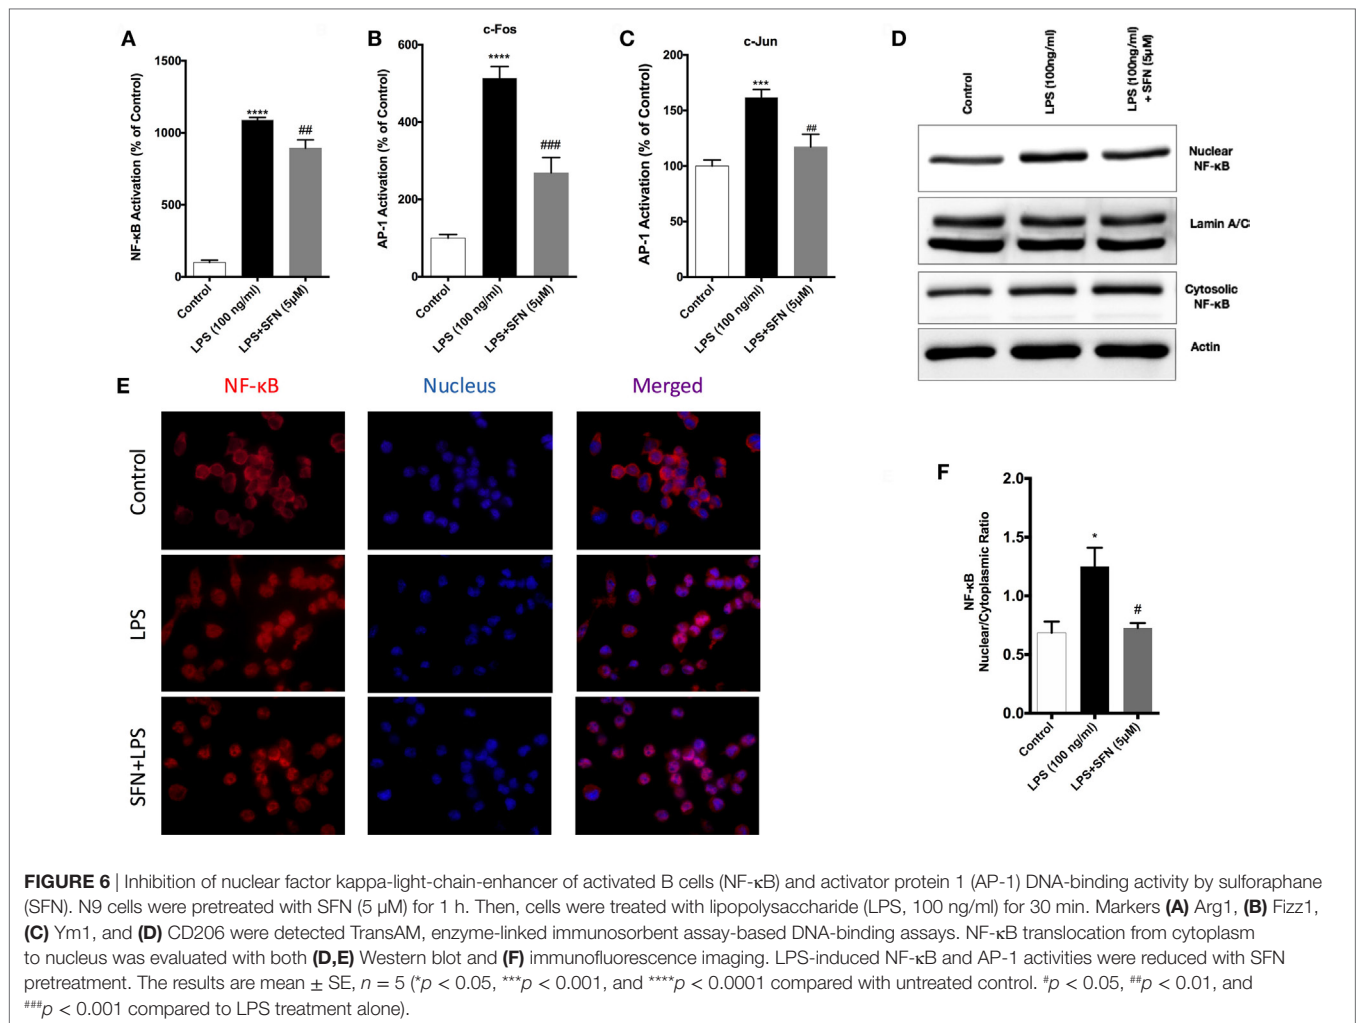 A
NF-κB Activation (% of Control)
1500
1000
500
0
****
##
Control
LPS (100 ng/ml)
LPS+SFN (5μM)
B
c-Fos
AP-1 Activation (% of Control)
600
400
200
0
****
###
Control
LPS (100 ng/ml)
LPS+SFN (5μM)
C
c-Jun
AP-1 Activation (% of Control)
200
150
100
50
0
***
##
Control
LPS (100 ng/ml)
LPS+SFN (5μM)
D
Control
LPS (100ng/ml)
LPS (100ng/ml)
+ SFN (5μM)
Nuclear
NF-κB
Lamin A/C
Cytosolic
NF-κB
Actin
E
NF-κB
Nucleus
Merged
Control
LPS
SFN+LPS
F
NF-κB
Nuclear/Cytoplasmic Ratio
2.0
1.5
1.0
0.5
0.0
*
#
Control
LPS (100 ng/ml)
LPS+SFN (5μM)
FIGURE 6 | Inhibition of nuclear factor kappa-light-chain-enhancer of activated B cells (NF-κB) and activator protein 1 (AP-1) DNA-binding activity by sulforaphane
(SFN). N9 cells were pretreated with SFN (5 μM) for 1 h. Then, cells were treated with lipopolysaccharide (LPS, 100 ng/ml) for 30 min. Markers (A) Arg1, (B) Fizz1,
(C) Ym1, and (D) CD206 were detected TransAM, enzyme-linked immunosorbent assay-based DNA-binding assays. NF-κB translocation from cytoplasm
to nucleus was evaluated with both (D,E) Western blot and (F) immunofluorescence imaging. LPS-induced NF-κB and AP-1 activities were reduced with SFN
pretreatment. The results are mean ± SE, n = 5 (*p < 0.05, ***p < 0.001, and ****p < 0.0001 compared with untreated control. #p < 0.05, ##p < 0.01, and
###p < 0.001 compared to LPS treatment alone).